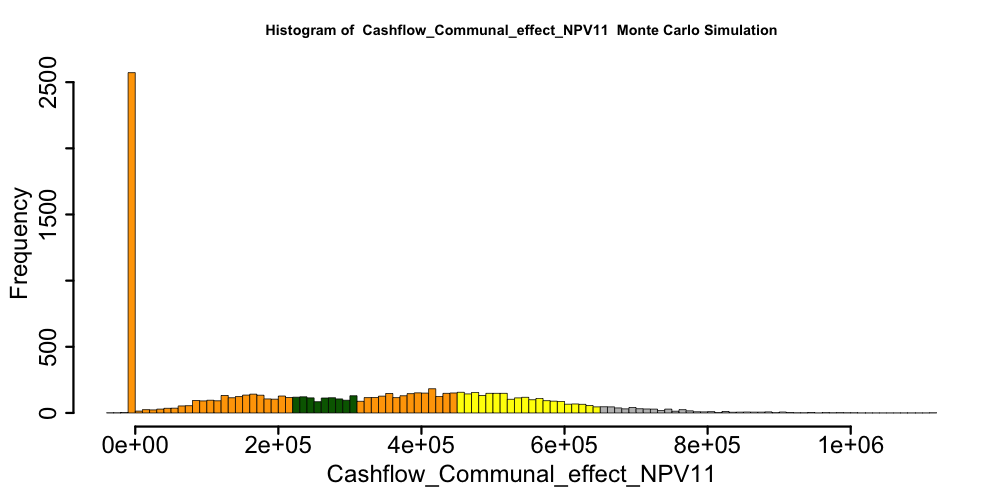 Histogram of  Cashflow_Communal_effect_NPV11  Monte Carlo Simulation
Frequency
2500
1500
500
0
0e+00 2e+05 4e+05 6e+05 8e+05 1e+06
Cashflow_Communal_effect_NPV11